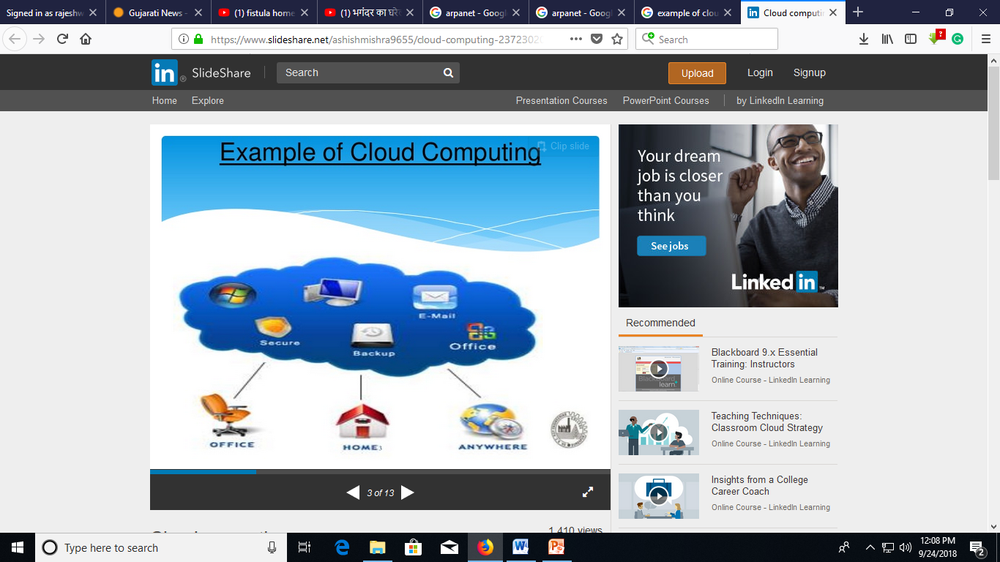 Signed in as rajeshw
Gujarati News -
(1) fistula home
(1) भगंदर का घरे
arpanet - Googl
arpanet - Googl
example of clou
Cloud computin
https://www.slideshare.net/ashishmishra9655/cloud-computing-23723020
Search
in SlideShare
Search
Upload
Login
Signup
Home
Explore
Presentation Courses
PowerPoint Courses
by LinkedIn Learning
Example of Cloud Computing
Clip slide
E-Mail
Secure
Backup
Office
OFFICE
HOME
3
ANYWHERE
3 of 13
1,410 views
Your dream
job is closer
than you
think
See jobs
Linked in
Recommended
Blackboard 9.x Essential
Training: Instructors
Online Course - LinkedIn Learning
Teaching Techniques:
Classroom Cloud Strategy
Online Course - LinkedIn Learning
Insights from a College
Career Coach
Online Course - LinkedIn Learning
Type here to search
12:08 PM
9/24/2018
2